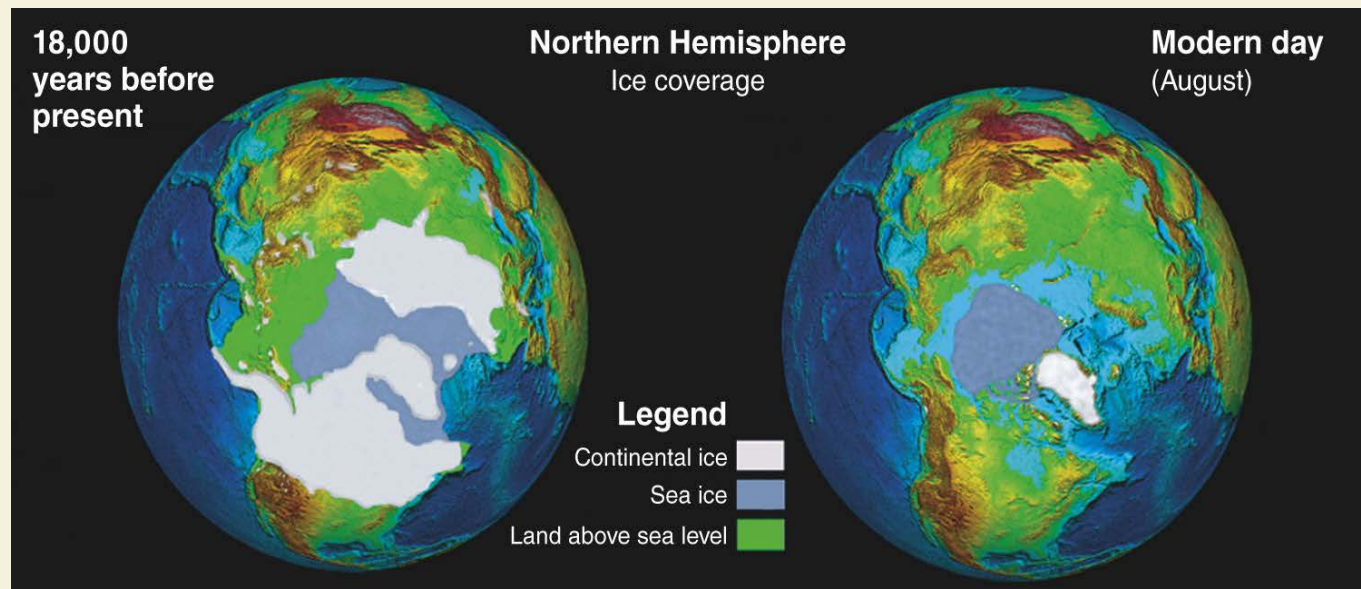 18,000
years before
present
Northern Hemisphere
Ice coverage
Modern day
(August)
Legend
Continental ice
Sea ice
Land above sea level